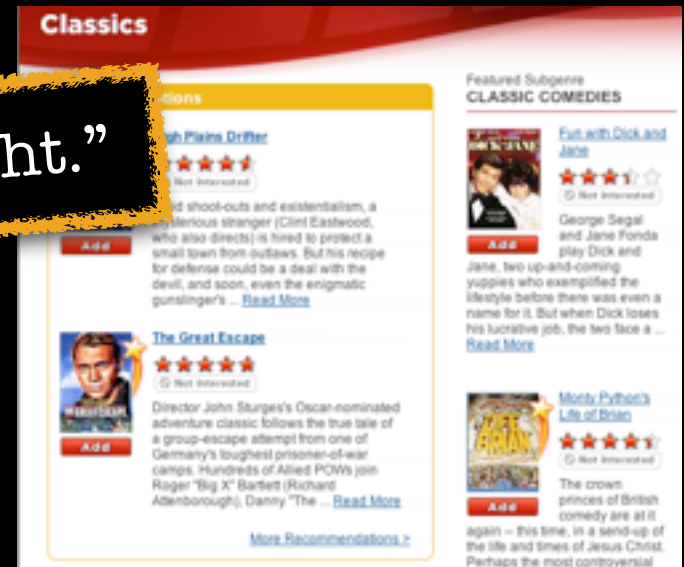 Classics
ht.”
tions
gh Plains Drifter
Not Interested
id shoot-outs and existentialism, a
mysterious stranger (Clint Eastwood,
who also directs) is hired to protect a
small town from outlaws. But his recipe
for defense could be a deal with the
devil, and soon, even the enigmatic
gunslinger's ... Read More
Add
The Great Escape
Not Interested
Director John Sturges's Oscar-nominated
adventure classic follows the true tale of
a group-escape attempt from one of
Germany's toughest prisoner-of-war
camps. Hundreds of Allied POWs join
Roger "Big X" Bartlett (Richard
Attenborough), Danny "The ... Read More
Add
More Recommendations >
Featured Subgenre
CLASSIC COMEDIES
DICK JANE
Fun with Dick and
Jane
Not Interested
Add
George Segal
and Jane Fonda
play Dick and
Jane, two up-and-coming
yuppies who exemplified the
lifestyle before there was even a
name for it. But when Dick loses
his lucrative job, the two face a ...
Read More
LIFE
BRIAN
Monty Python's
Life of Brian
Not Interested
Add
The crown
princes of British
comedy are at it
again -- this time, in a send-up of
the life and times of Jesus Christ.
Perhaps the most controversial